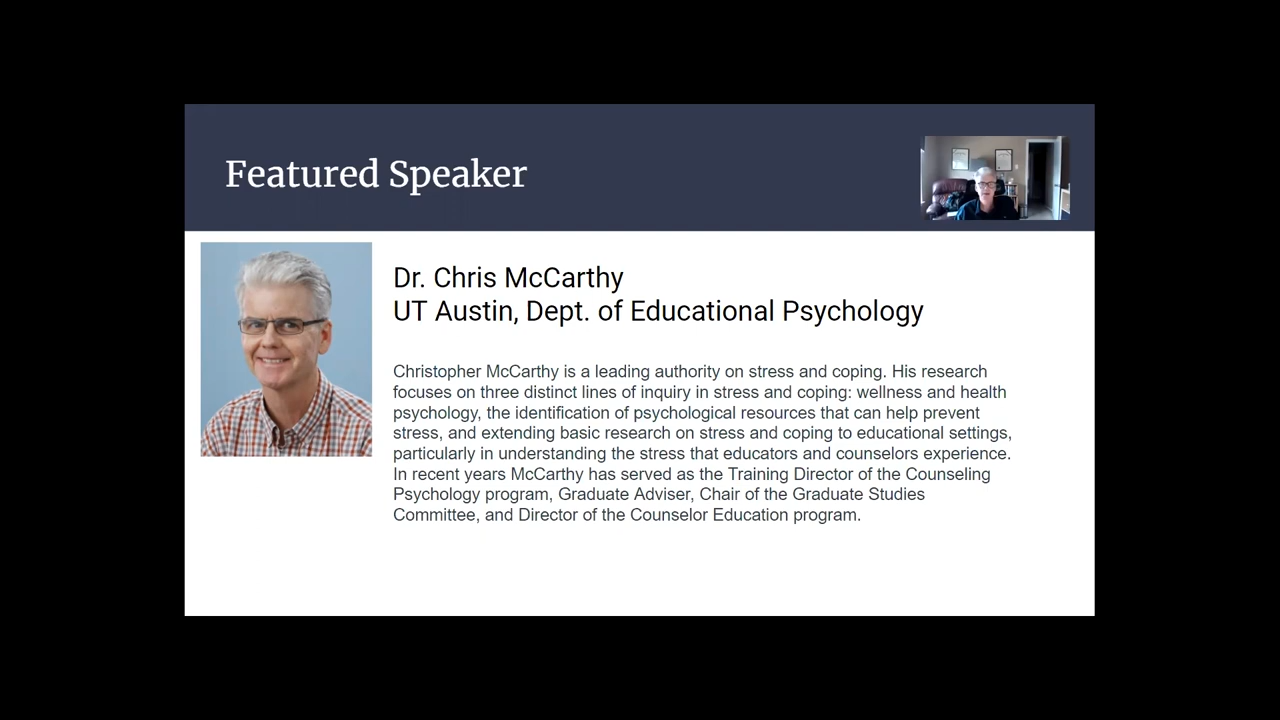 Featured Speaker
Dr. Chris McCarthy
UT Austin, Dept. of Educational Psychology
Christopher McCarthy is a leading authority on stress and coping. His research
focuses on three distinct lines of inquiry in stress and coping: wellness and health
psychology, the identification of psychological resources that can help prevent
stress, and extending basic research on stress and coping to educational settings,
particularly in understanding the stress that educators and counselors experience.
In recent years McCarthy has served as the Training Director of the Counseling
Psychology program, Graduate Adviser, Chair of the Graduate Studies
Committee, and Director of the Counselor Education program.